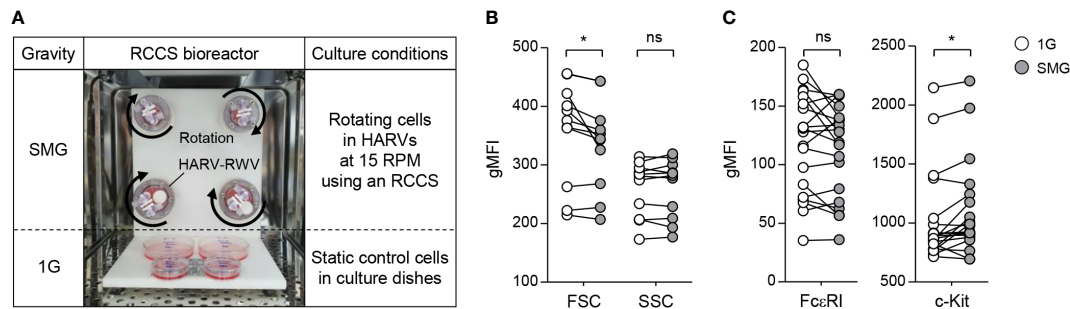 A
Gravity
RCCS bioreactor
Culture conditions
SMG
Rotation
HARV-RWV
Rotating cells
in HARVs
at 15 RPM
using an RCCS
1G
Static control cells
in culture dishes
B
gMFI
500
400
300
200
100
*
ns
FSC
SSC
C
gMFI
200
150
100
50
0
ns
FcεRI
2500
2000
1500
1000
500
*
c-Kit
1G
SMG